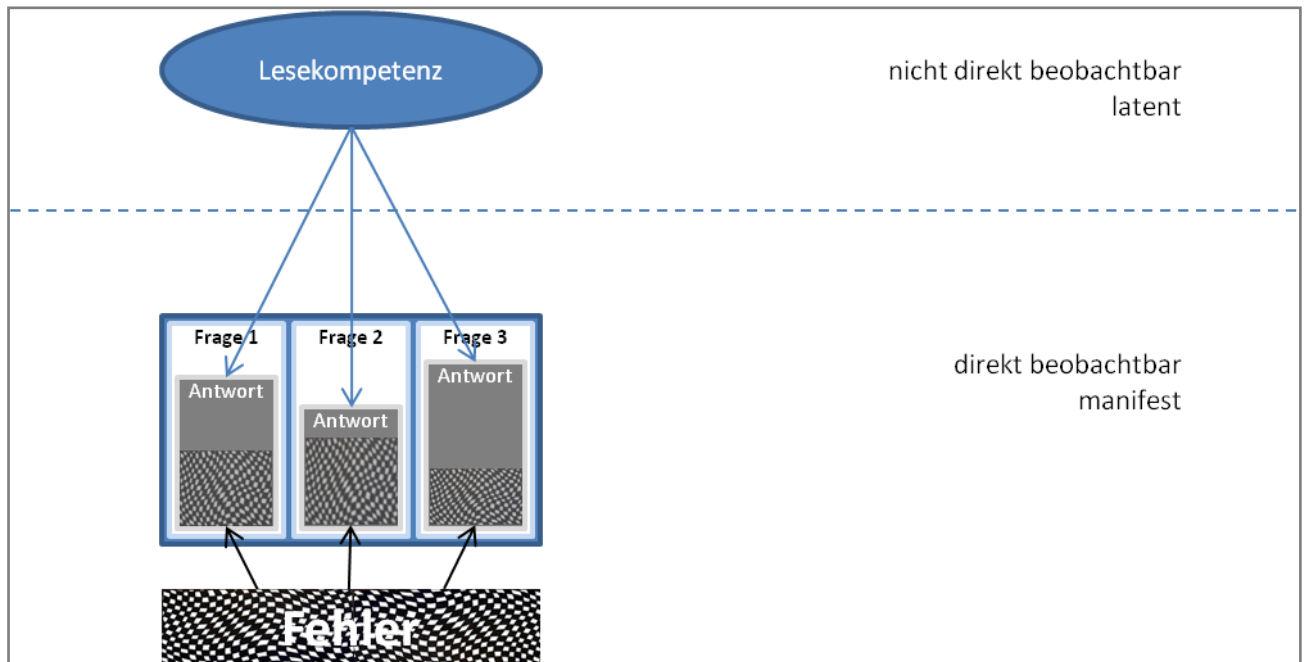 Lesekompetenz
nicht direkt beobachtbar
latent
Frage 1
Frage 2
Frage 3
Antwort
Antwort
Antwort
direkt beobachtbar
manifest
Fehler